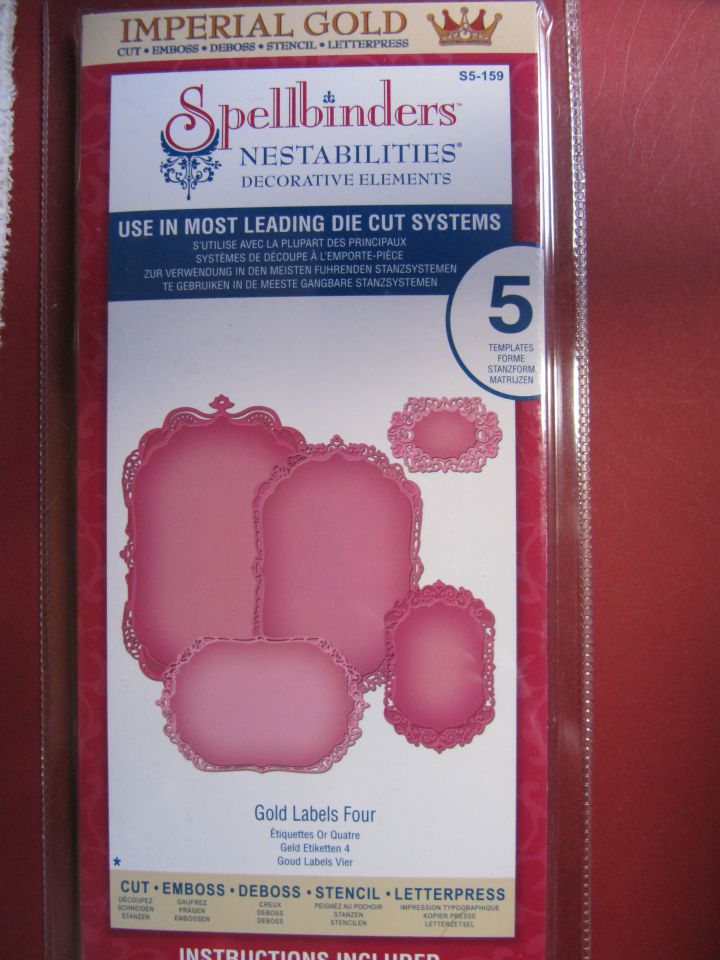 IMPERIAL GOLD
CUT • EMBOSS • DEBOSS • STENCIL • LETTERPRESS
S5-159
Spellbinders™
NESTABILITIES®
DECORATIVE ELEMENTS
USE IN MOST LEADING DIE CUT SYSTEMS
S'UTILISE AVEC LA PLUPART DES PRINCIPAUX
SYSTÈMES DE DÉCOUPE À L'EMPORTE-PIÈCE
ZUR VERWENDUNG IN DEN MEISTEN FUHRENDEN STANZSYSTEMEN
TE GEBRUIKEN IN DE MEESTE GANGBARE STANZSYSTEMEN
5
TEMPLATES
FORME
STANZFORM
MATRIJZEN
Gold Labels Four
Étiquettes Or Quatre
Geld Etiketten 4
Goud Labels Vier
*
CUT • EMBOSS • DEBOSS • STENCIL • LETTERPRESS
DÉCOUPEZ GAUFREZ CREUX PEIGNEZ AU POCHOIR IMPRESSION TYPOGRAPHIQUE
SCHNEIDEN PRÄGEN DEBOSS STANZEN KOPIER PRESSE
STANZEN EMBOSSEN DEBOSS STENCILEN LETTERZETSEL
INSTRUCTIONS INCLUDED